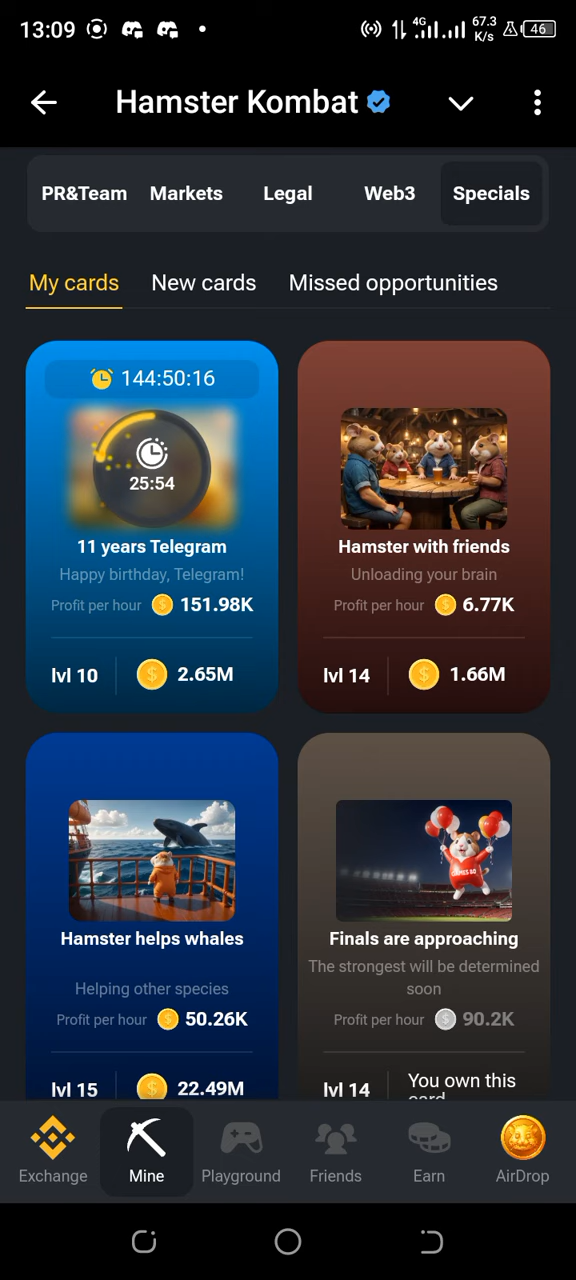 13:09
4G
67.3
K/s
46
Hamster Kombat
PR&Team Markets Legal Web3 Specials
My cards New cards Missed opportunities
144:50:16
25:54
11 years Telegram
Happy birthday, Telegram!
Profit per hour 151.98K
lvl 10 2.65M
Hamster with friends
Unloading your brain
Profit per hour 6.77K
lvl 14 1.66M
Hamster helps whales
Helping other species
Profit per hour 50.26K
lvl 15 22.49M
Finals are approaching
The strongest will be determined
soon
Profit per hour 90.2K
lvl 14 You own this
card
Exchange Mine Playground Friends Earn AirDrop